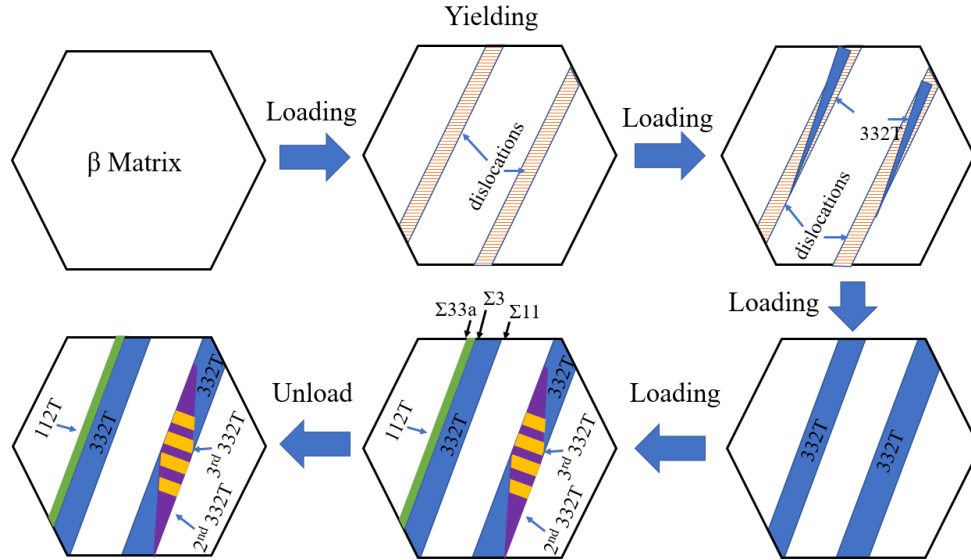 Yielding
β Matrix
Loading
dislocations
Loading
332T
dislocations
Loading
112T
332T
332T
3rd 332T
2nd 332T
Unload
Σ33a
Σ3
Σ11
112T
332T
332T
3rd 332T
2nd 332T
Loading
332T
332T